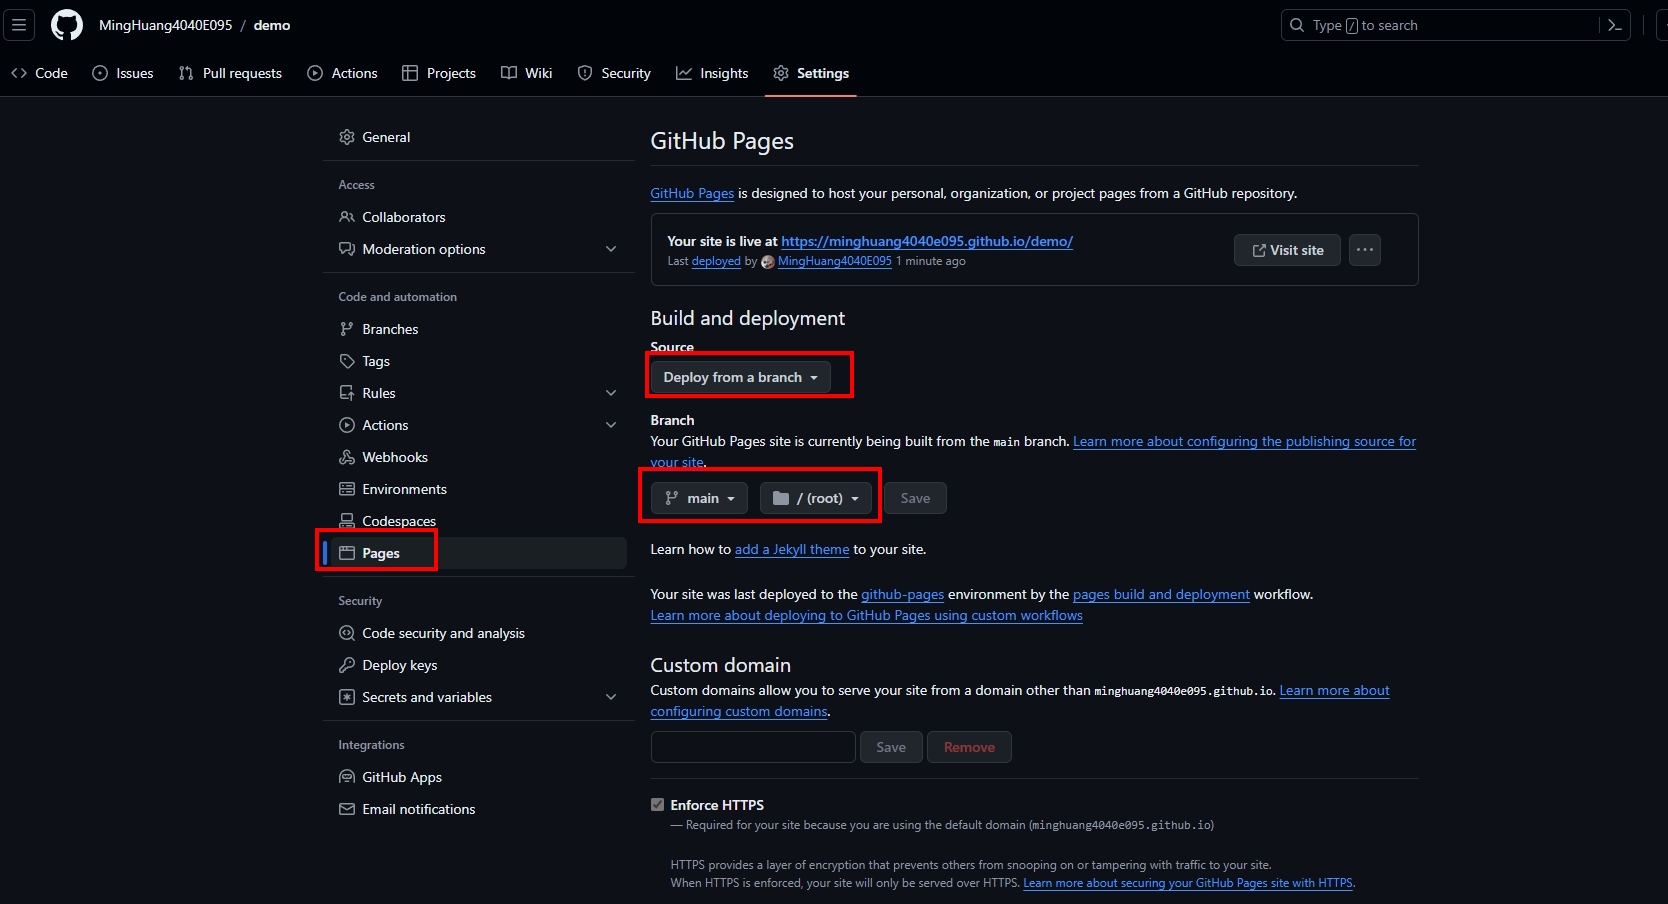 MingHuang4040E095 / demo
Type / to search
Code
Issues
Pull requests
Actions
Projects
Wiki
Security
Insights
Settings
General
Access
Collaborators
Moderation options
Code and automation
Branches
Tags
Rules
Actions
Webhooks
Environments
Codespaces
Pages
Security
Code security and analysis
Deploy keys
Secrets and variables
Integrations
GitHub Apps
Email notifications
GitHub Pages
GitHub Pages is designed to host your personal, organization, or project pages from a GitHub repository.
Your site is live at https://minghuang4040e095.github.io/demo/
Last deployed by MingHuang4040E095 1 minute ago
Visit site
Build and deployment
Source
Deploy from a branch
Branch
Your GitHub Pages site is currently being built from the main branch. Learn more about configuring the publishing source for
your site.
main
/ (root)
Save
Learn how to add a Jekyll theme to your site.
Your site was last deployed to the github-pages environment by the pages build and deployment workflow.
Learn more about deploying to GitHub Pages using custom workflows
Custom domain
Custom domains allow you to serve your site from a domain other than minghuang4040e095.github.io. Learn more about
configuring custom domains.
Save
Remove
Enforce HTTPS
— Required for your site because you are using the default domain (minghuang4040e095.github.io)
HTTPS provides a layer of encryption that prevents others from snooping on or tampering with traffic to your site.
When HTTPS is enforced, your site will only be served over HTTPS. Learn more about securing your GitHub Pages site with HTTPS.